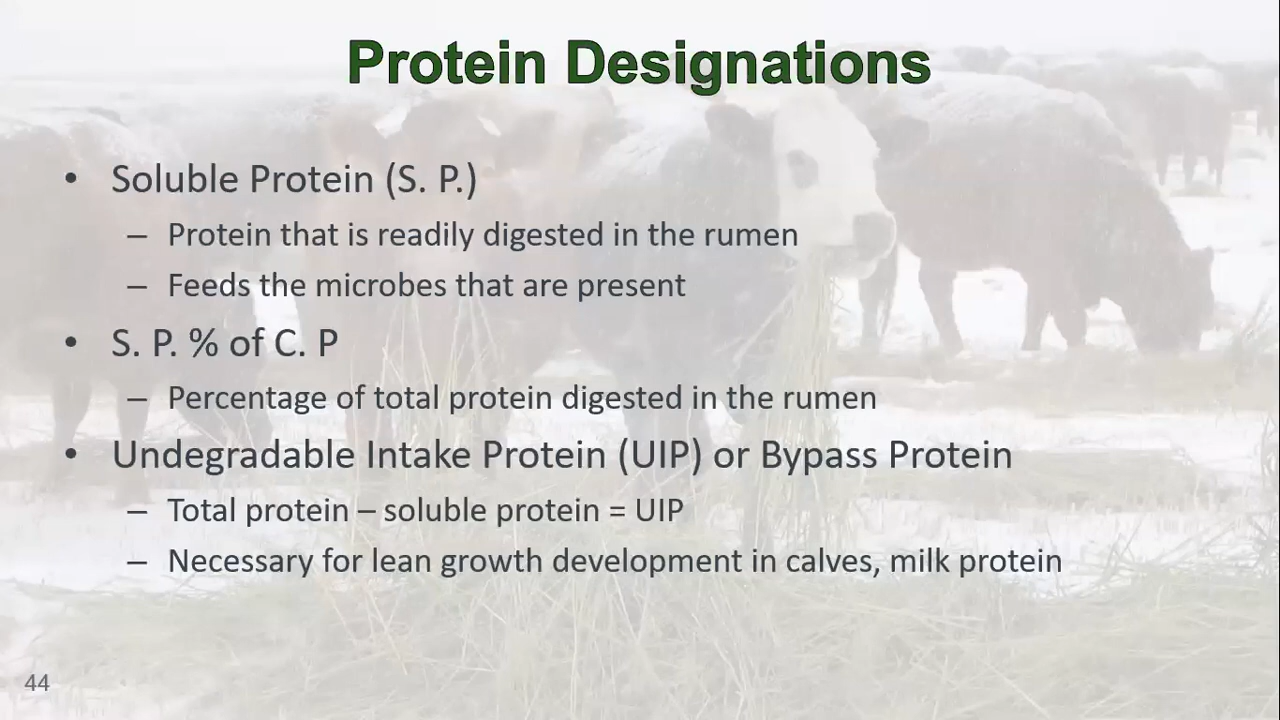 Protein Designations
• Soluble Protein (S. P.)
– Protein that is readily digested in the rumen
– Feeds the microbes that are present
• S. P. % of C. P
– Percentage of total protein digested in the rumen
• Undegradable Intake Protein (UIP) or Bypass Protein
– Total protein – soluble protein = UIP
– Necessary for lean growth development in calves, milk protein
44